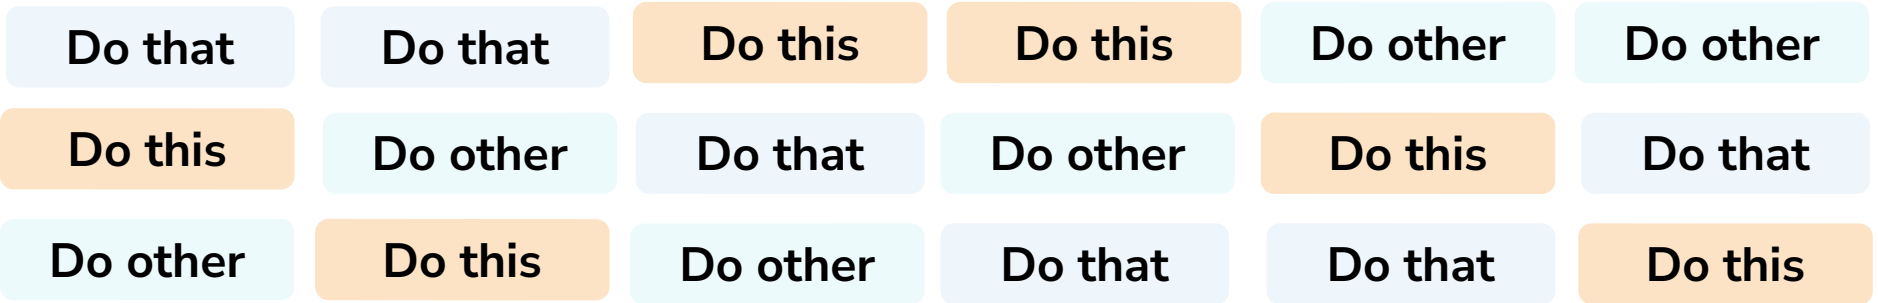 Do that Do that Do this Do this Do other Do other
Do this Do other Do that Do other Do this Do that
Do other Do this Do other Do that Do that Do this